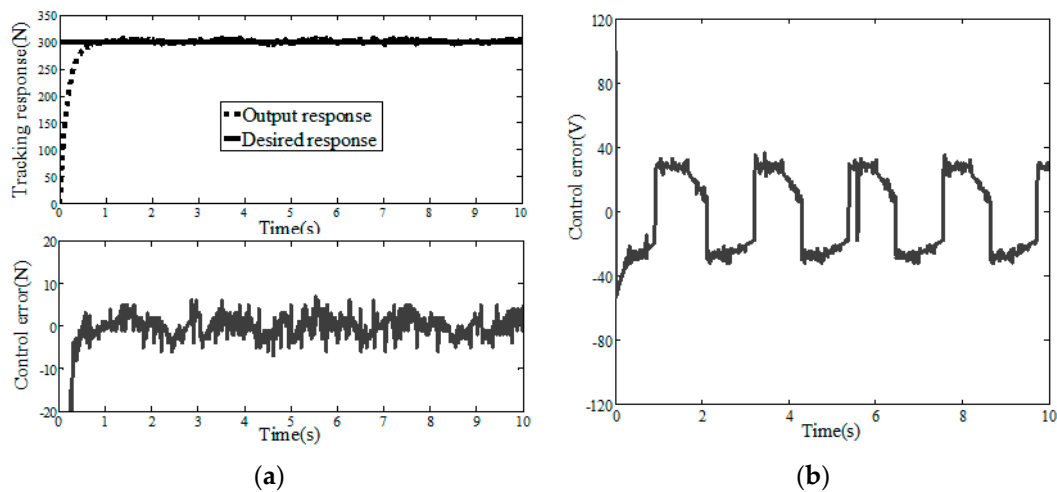 Tracking response(N)
350
300
250
200
150
100
50
0
Output response
Desired response
0 1 2 3 4 5 6 7 8 9 10
Time(s)
Control error(N)
20
10
0
-10
-20
0 1 2 3 4 5 6 7 8 9 10
Time(s)
(a)
Control error(V)
120
80
40
0
-40
-80
-120
0 2 4 6 8 10
Time(s)
(b)